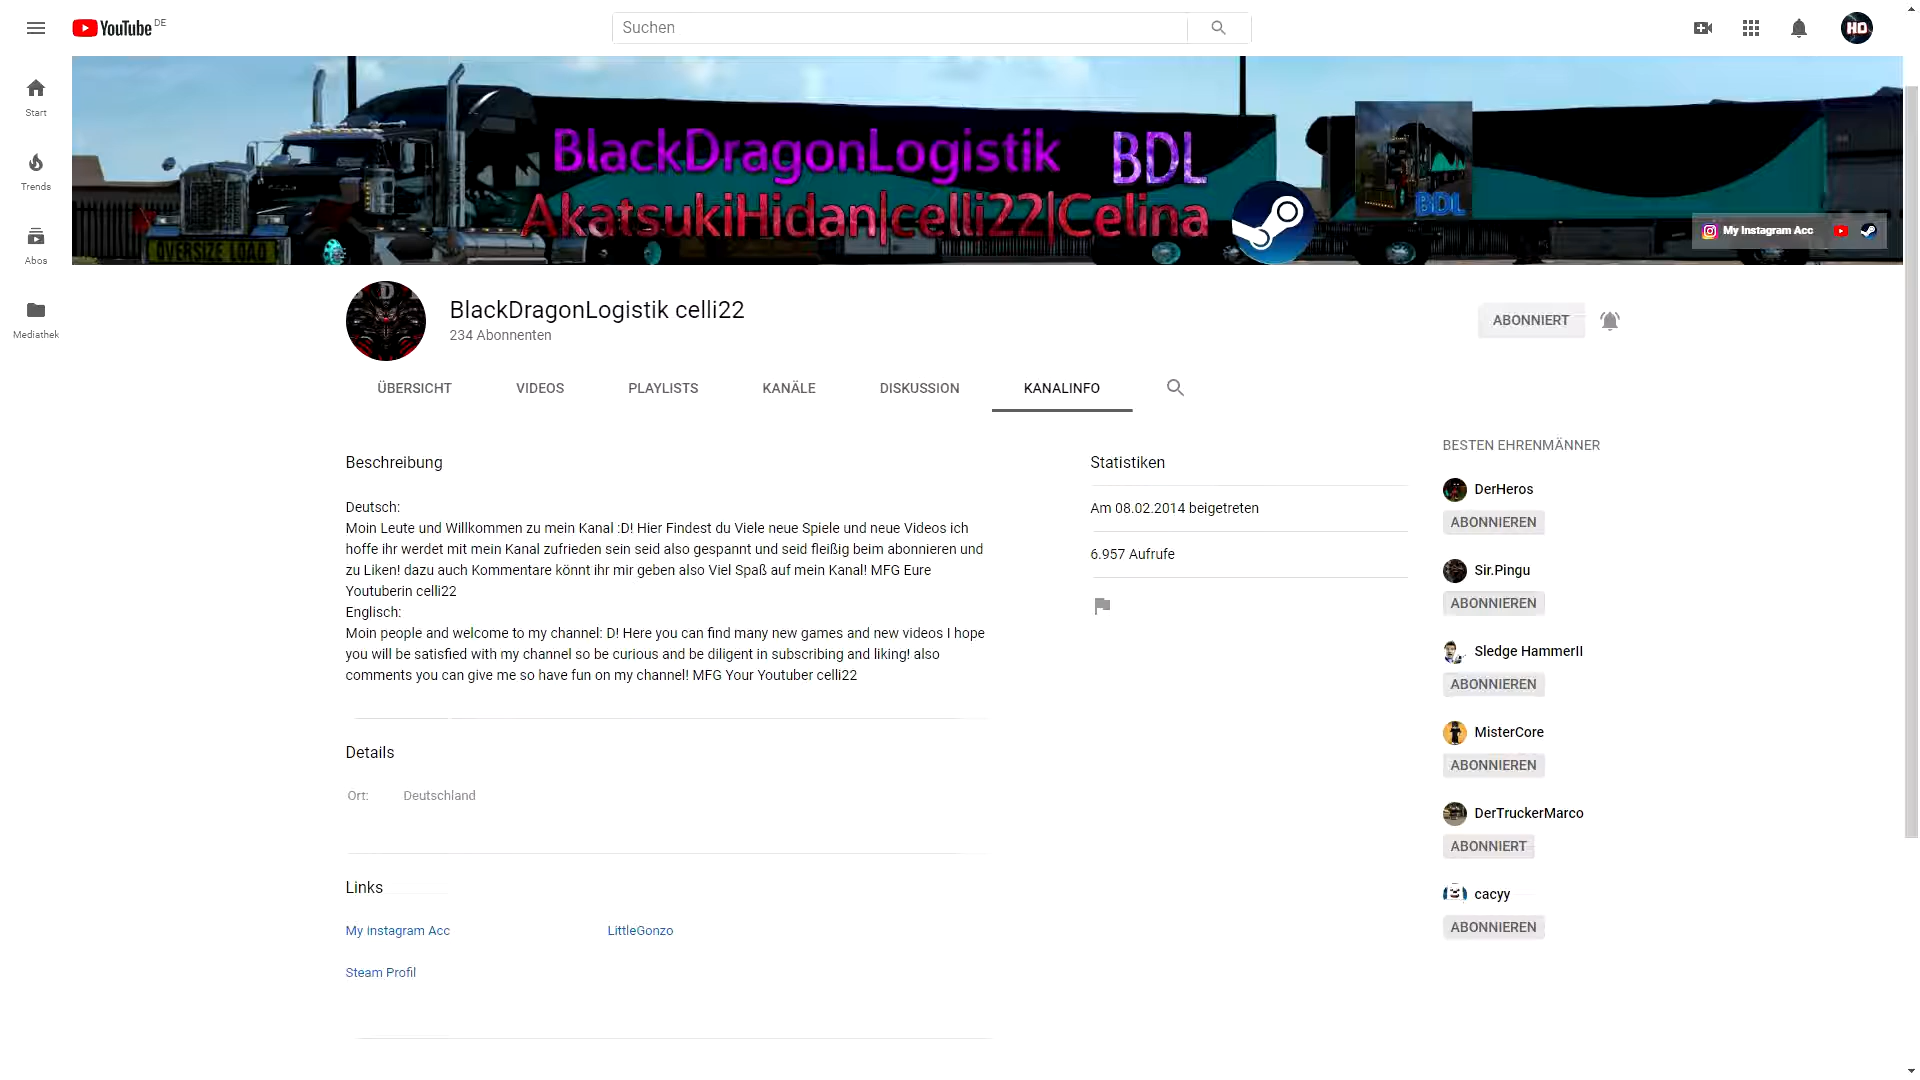 YouTube DE
Suchen
HD
Start
Trends
Abos
Mediathek
BlackDragonLogistik BDL
AkatsukiHidan|celli22|Celina
OVERSIZE LOAD
BDL
My Instagram Acc
BlackDragonLogistik celli22
234 Abonnenten
ABONNIERT
ÜBERSICHT VIDEOS PLAYLISTS KANÄLE DISKUSSION KANALINFO
Beschreibung
Deutsch:
Moin Leute und Willkommen zu mein Kanal :D! Hier Findest du Viele neue Spiele und neue Videos ich
hoffe ihr werdet mit mein Kanal zufrieden sein seid also gespannt und seid fleißig beim abonnieren und
zu Liken! dazu auch Kommentare könnt ihr mir geben also Viel Spaß auf mein Kanal! MFG Eure
Youtuberin celli22
Englisch:
Moin people and welcome to my channel: D! Here you can find many new games and new videos I hope
you will be satisfied with my channel so be curious and be diligent in subscribing and liking! also
comments you can give me so have fun on my channel! MFG Your Youtuber celli22
Details
Ort: Deutschland
Links
My instagram Acc LittleGonzo
Steam Profil
Statistiken
Am 08.02.2014 beigetreten
6.957 Aufrufe
BESTEN EHRENMÄNNER
DerHeros
ABONNIEREN
Sir.Pingu
ABONNIEREN
Sledge HammerII
ABONNIEREN
MisterCore
ABONNIEREN
DerTruckerMarco
ABONNIERT
cacyy
ABONNIEREN